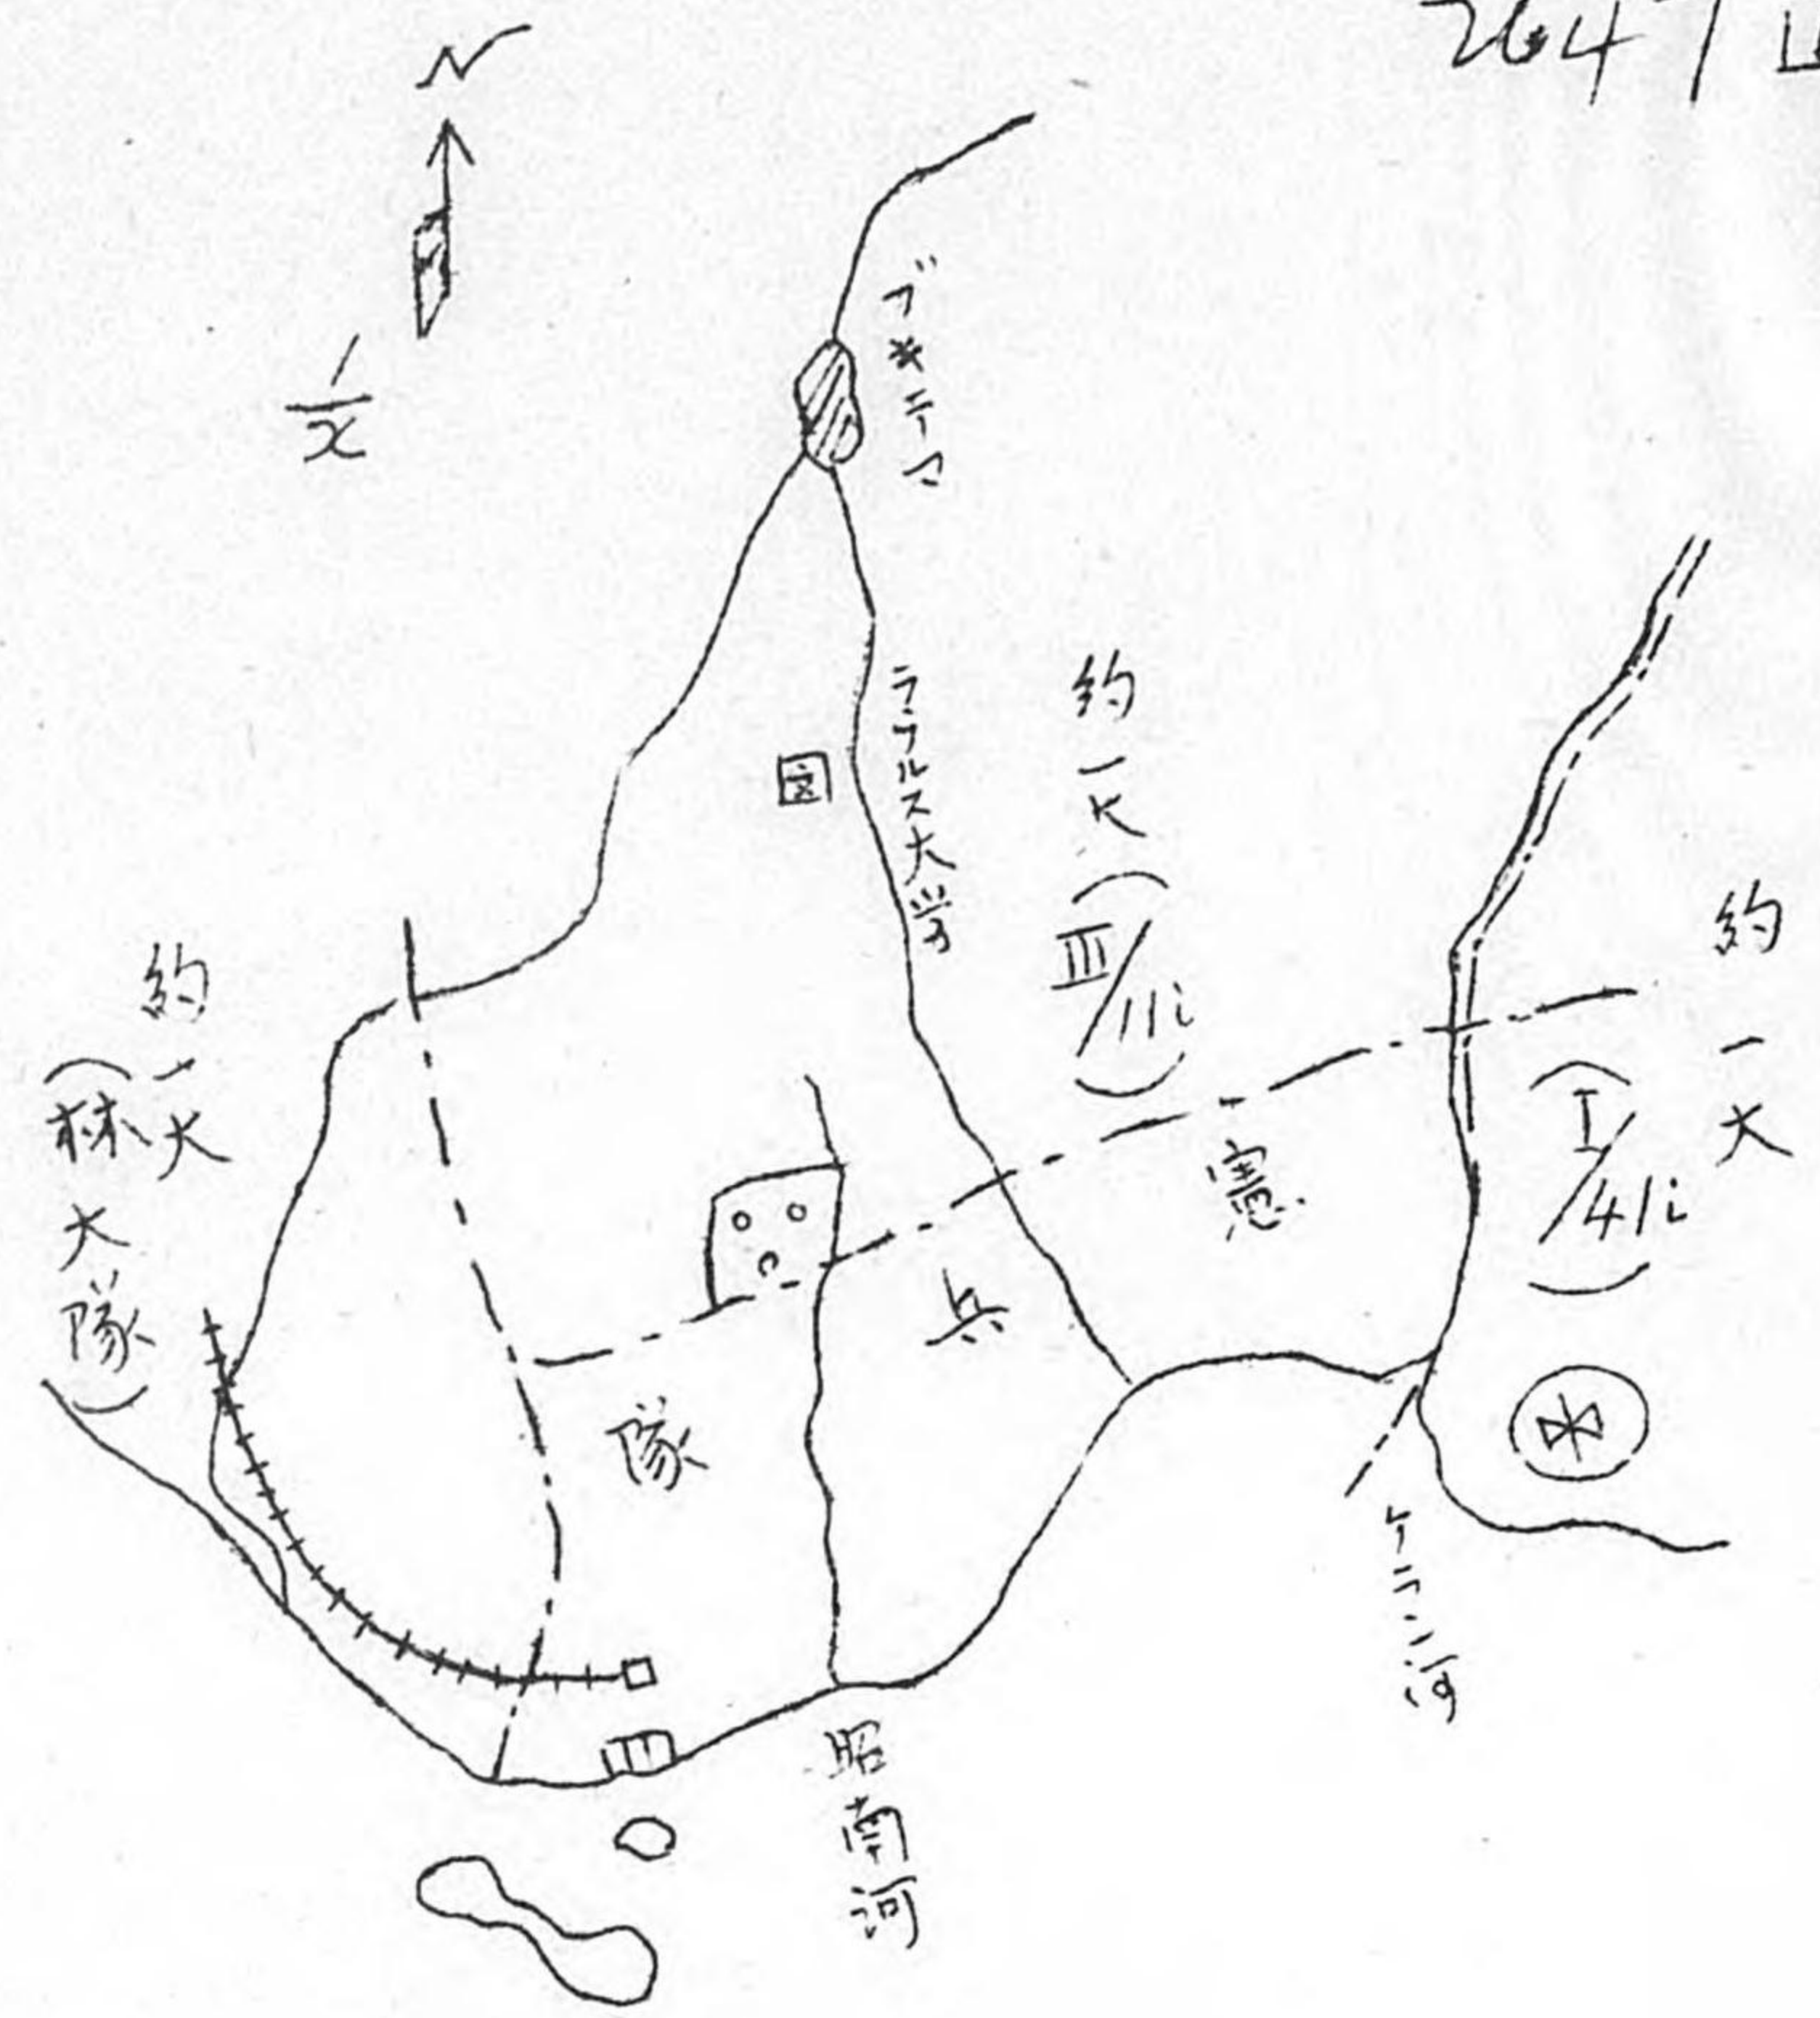 N
1/x
ブキテマ
ラフルス大学
約一大
(III/11i)
約一大
(I/41i)
約一大
(林大隊)
憲兵隊
ケラン河
昭南河